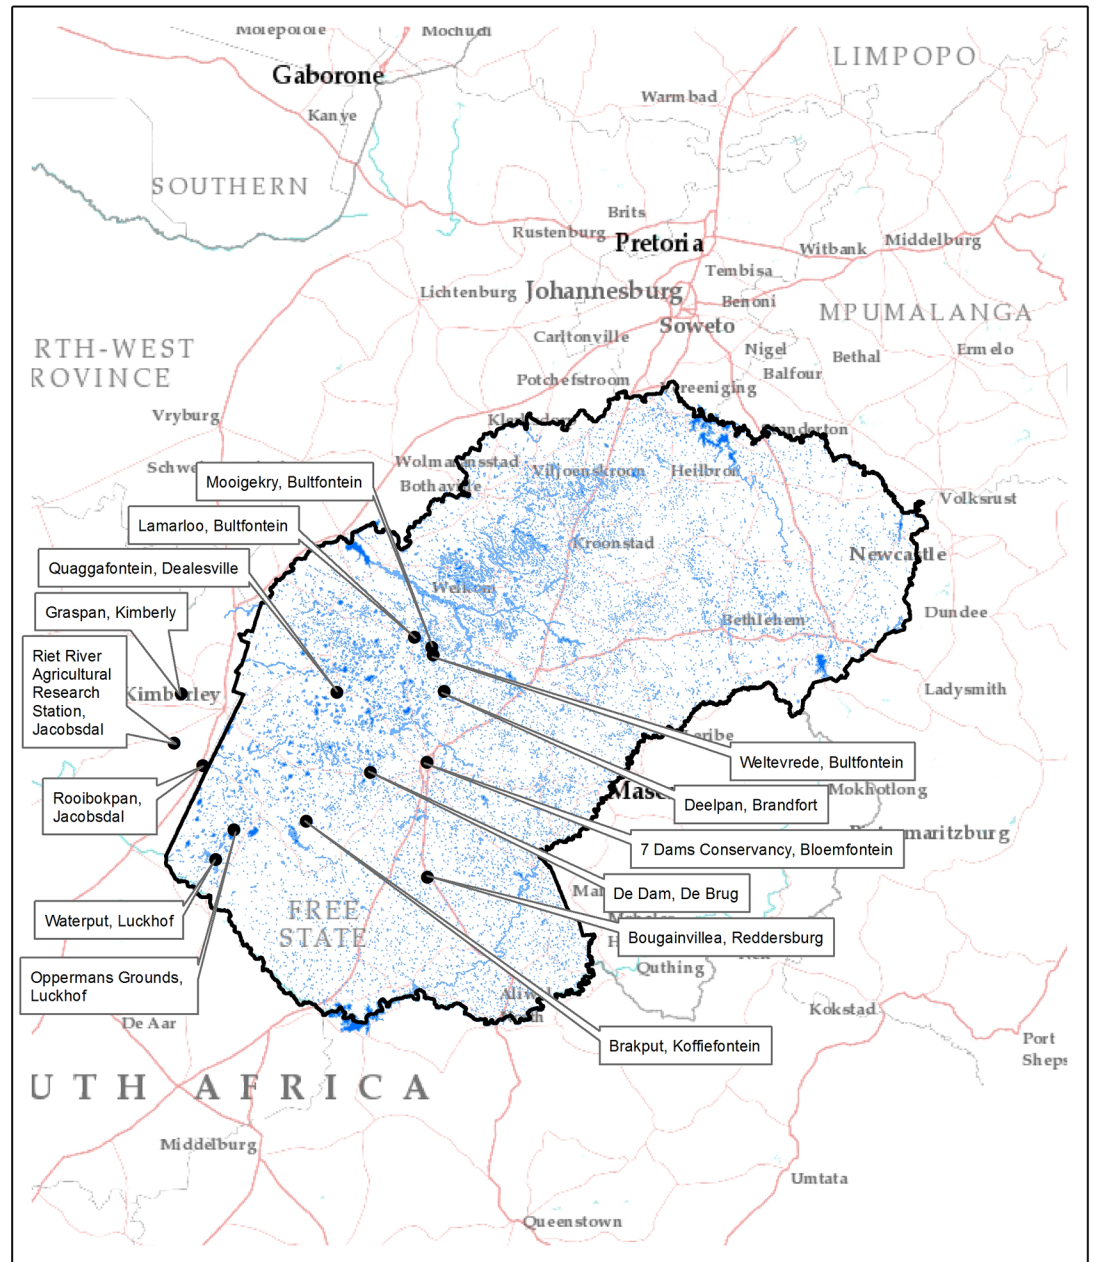 Molepolole
Mochudi
LIMPOPO
Gaborone
Warmbad
Kanye
SOUTHERN
Brits
Rustenburg
Pretoria
Witbank
Middelburg
Tembisa
Lichtenburg
Johannesburg
Benoni
MPUMALANGA
Soweto
Carltonville
RTH-WEST
ROVINCE
Nigel
Bethal
Ermelo
Balfour
Potchefstroom
Vryburg
Wolmaransstad
Viljoenskroon
Heilbron
Bothaville
Mooigekry, Bultfontein
Volksrust
Lamarloo, Bultfontein
Kroonstad
Newcastle
Quaggafontein, Dealesville
Welkom
Graspan, Kimberly
Bethlehem
Dundee
Riet River
Agricultural
Research
Station,
Jacobsdal
Kimberley
Ladysmith
Weltevrede, Bultfontein
Rooibokpan,
Jacobsdal
Mokhotlong
Deelpan, Brandfort
7 Dams Conservancy, Bloemfontein
De Dam, De Brug
Waterput, Luckhof
FREE
STATE
Bougainvillea, Reddersburg
Oppermans Grounds,
Luckhof
Quthing
De Aar
Kokstad
Brakput, Koffiefontein
Port
Sheps
UTH AFRICA
Middelburg
Umtata
Queenstown